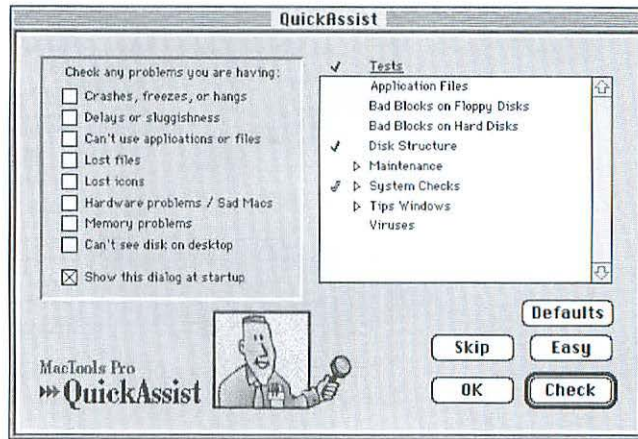 QuickAssist
Check any problems you are having:
Crashes, freezes, or hangs
Delays or sluggishness
Can't use applications or files
Lost files
Lost icons
Hardware problems / Sad Macs
Memory problems
Can't see disk on desktop
Show this dialog at startup
Tests
Application Files
Bad Blocks on Floppy Disks
Bad Blocks on Hard Disks
Disk Structure
Maintenance
System Checks
Tips Windows
Viruses
Defaults
Skip
Easy
OK
Check
MacTools Pro
QuickAssist